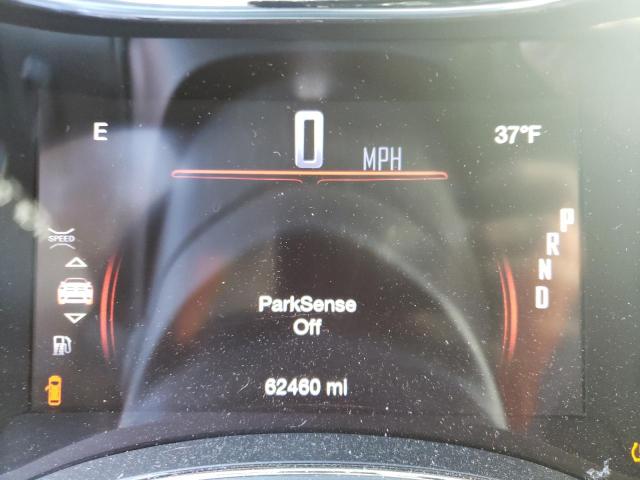 E 0 MPH 37°F
SPEED
P
R
N
D
ParkSense
Off
62460 mi